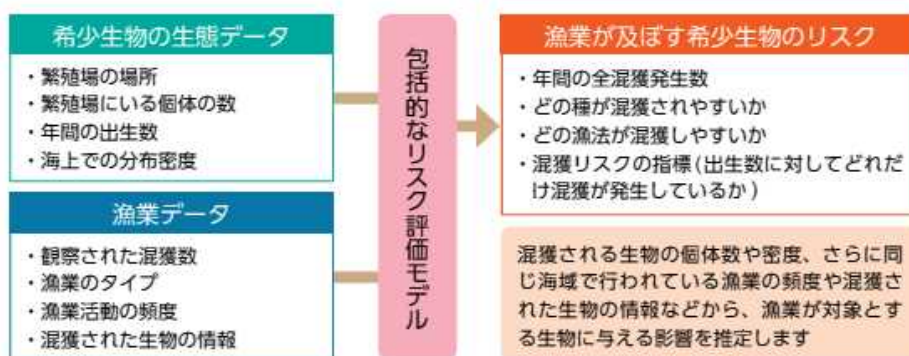 希少生物の生態データ
・繁殖場の場所
・繁殖場にいる個体の数
・年間の出生数
・海上での分布密度
漁業データ
・観察された混獲数
・漁業のタイプ
・漁業活動の頻度
・混獲された生物の情報
包括的なリスク評価モデル
漁業が及ぼす希少生物のリスク
・年間の全混獲発生数
・どの種が混獲されやすいか
・どの漁法が混獲しやすいか
・混獲リスクの指標(出生数に対してどれだ
け混獲が発生しているか)
混獲される生物の個体数や密度、さらに同
じ海域で行われている漁業の頻度や混獲さ
れた生物の情報などから、漁業が対象とす
る生物に与える影響を推定します